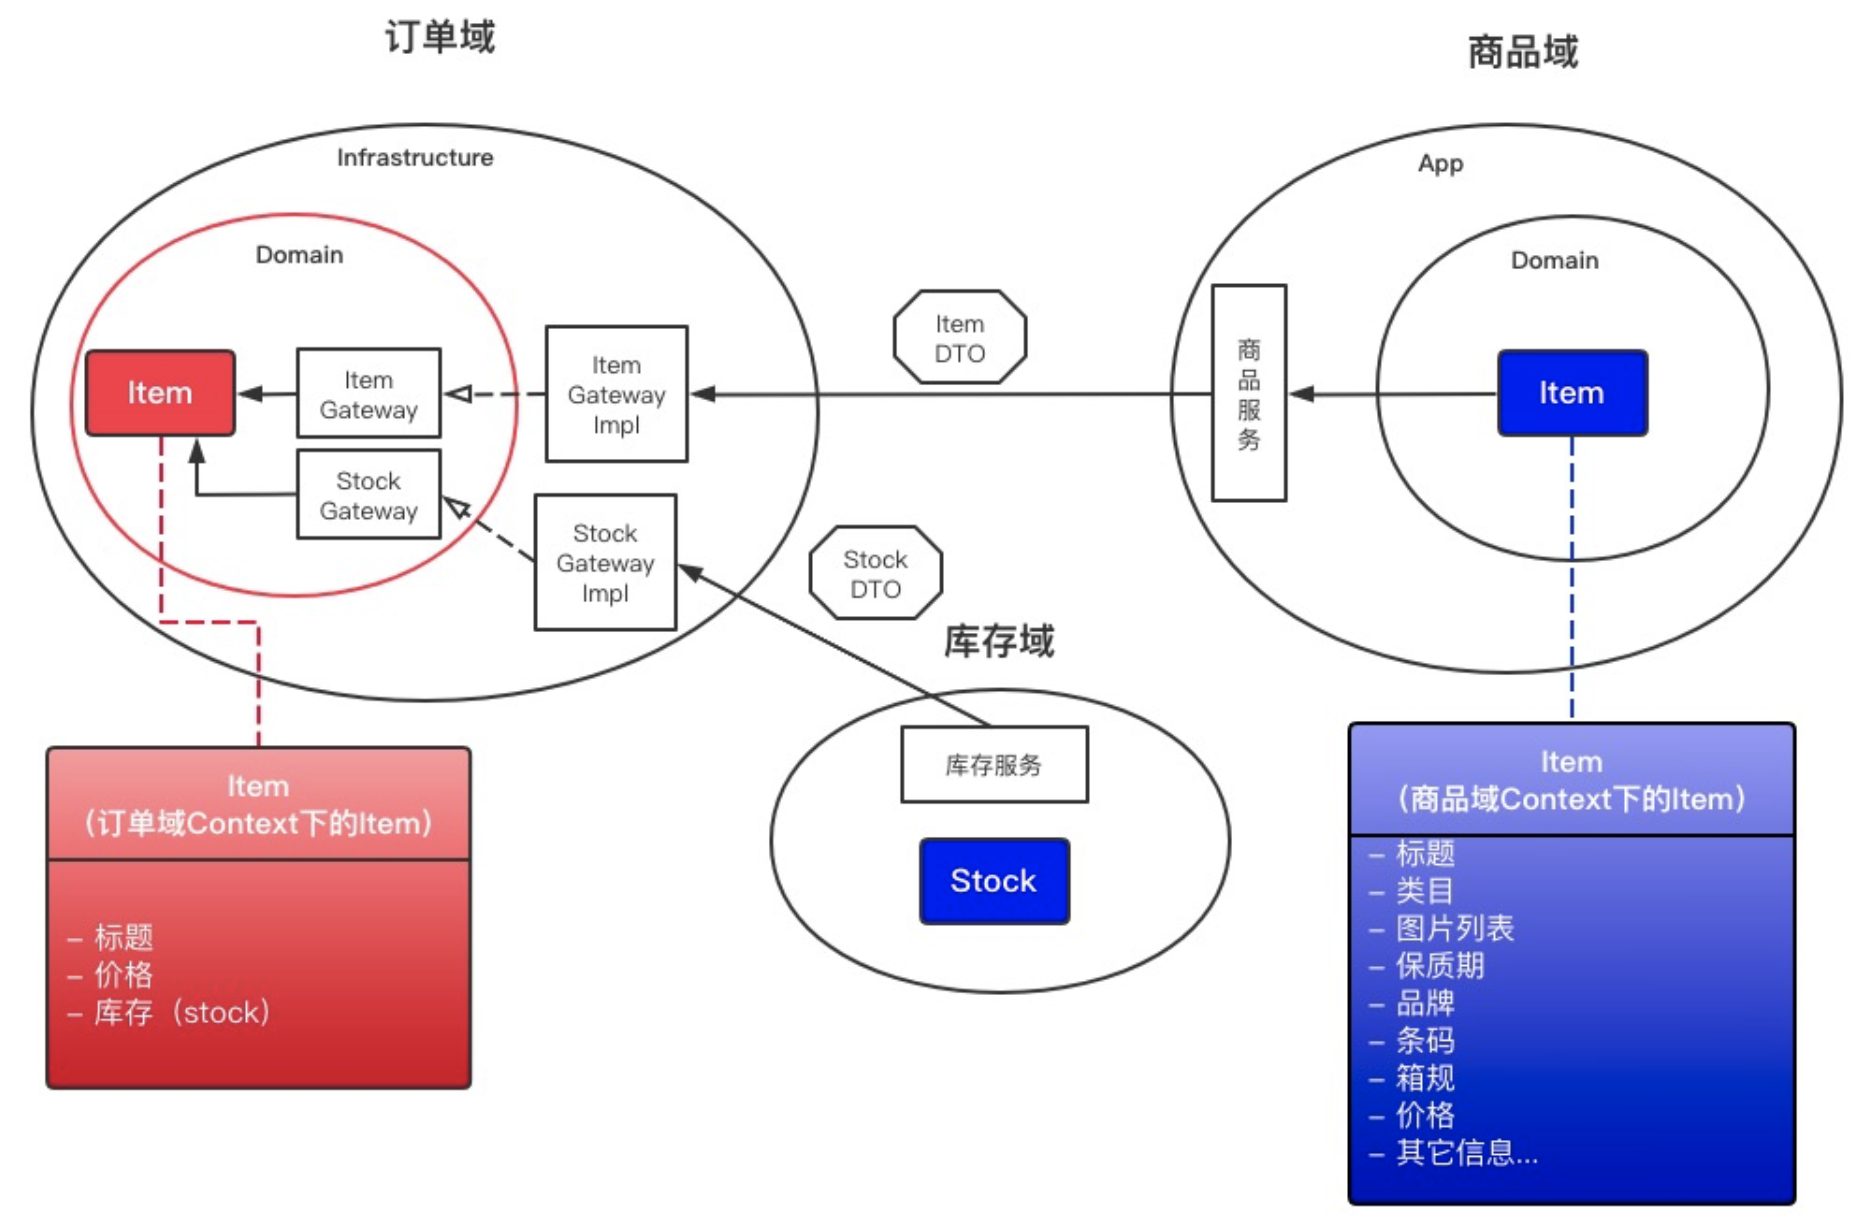 订单域
商品域
Infrastructure
App
Domain
Domain
Item
Item
Gateway
Item
Gateway
Impl
Item
DTO
商
品
服
务
Item
Stock
Gateway
Stock
Gateway
Impl
Stock
DTO
库存域
库存服务
Stock
Item
（订单域Context下的Item）
– 标题
– 价格
– 库存（stock）
Item
（商品域Context下的Item）
– 标题
– 类目
– 图片列表
– 保质期
– 品牌
– 条码
– 箱规
– 价格
– 其它信息...